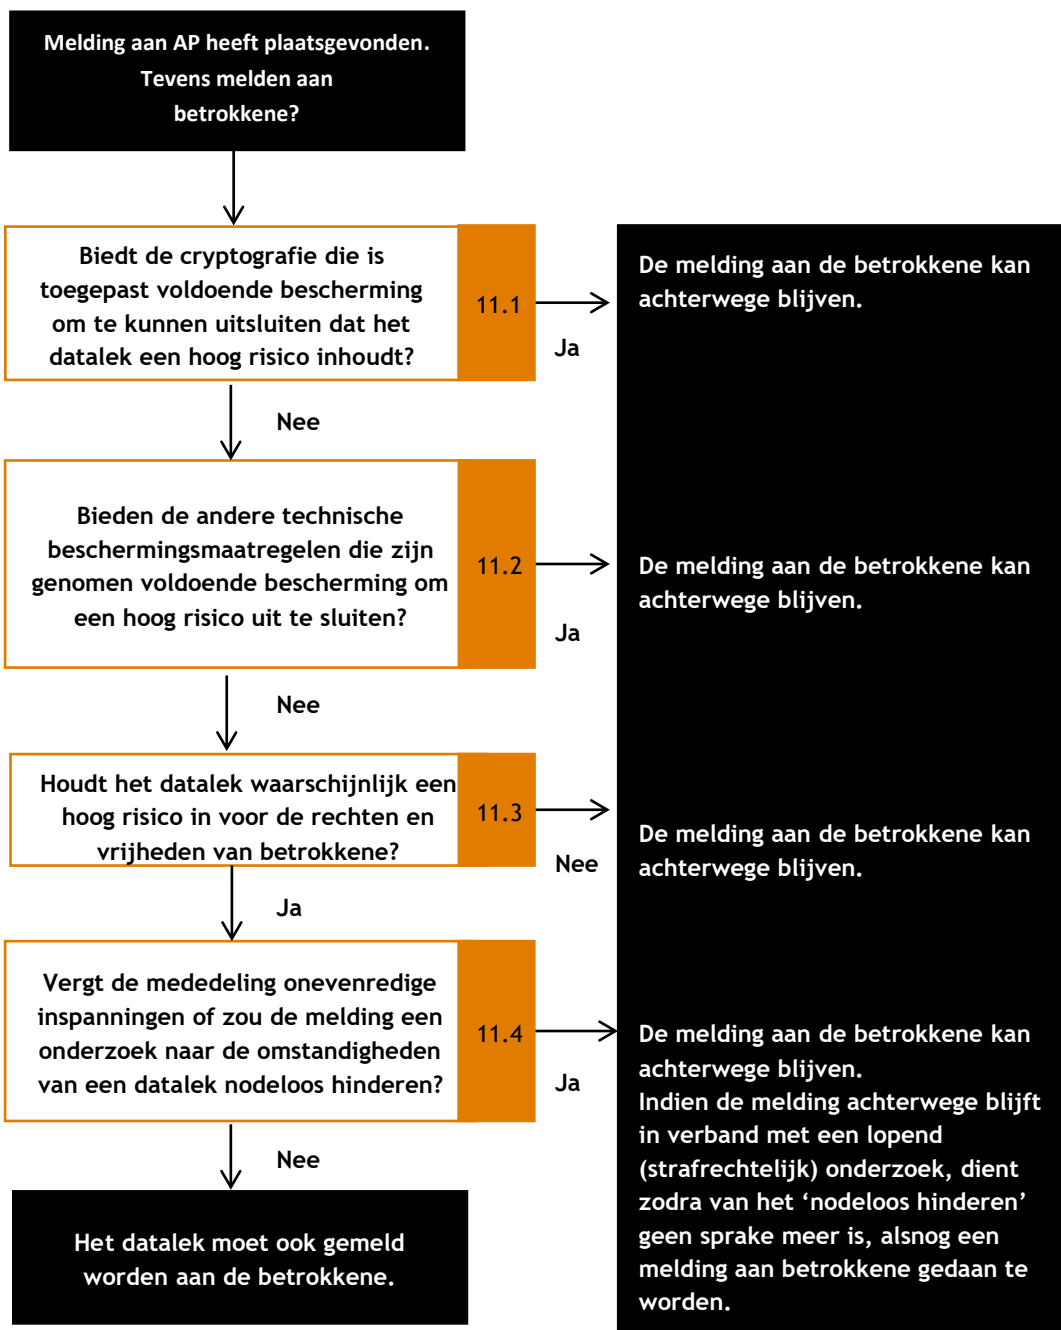 Melding aan AP heeft plaatsgevonden.
Tevens melden aan
betrokkene?
Biedt de cryptografie die is
toegepast voldoende bescherming
om te kunnen uitsluiten dat het
datalek een hoog risico inhoudt?
11.1
Ja
De melding aan de betrokkene kan
achterwege blijven.
Nee
Bieden de andere technische
beschermingsmaatregelen die zijn
genomen voldoende bescherming om
een hoog risico uit te sluiten?
11.2
Ja
De melding aan de betrokkene kan
achterwege blijven.
Nee
Houdt het datalek waarschijnlijk een
hoog risico in voor de rechten en
vrijheden van betrokkene?
11.3
Nee
De melding aan de betrokkene kan
achterwege blijven.
Ja
Vergt de mededeling onevenredige
inspanningen of zou de melding een
onderzoek naar de omstandigheden
van een datalek nodeloos hinderen?
11.4
Ja
De melding aan de betrokkene kan
achterwege blijven.
Indien de melding achterwege blijft
in verband met een lopend
(strafrechtelijk) onderzoek, dient
zodra van het ‘nodeloos hinderen’
geen sprake meer is, alsnog een
melding aan betrokkene gedaan te
worden.
Nee
Het datalek moet ook gemeld
worden aan de betrokkene.